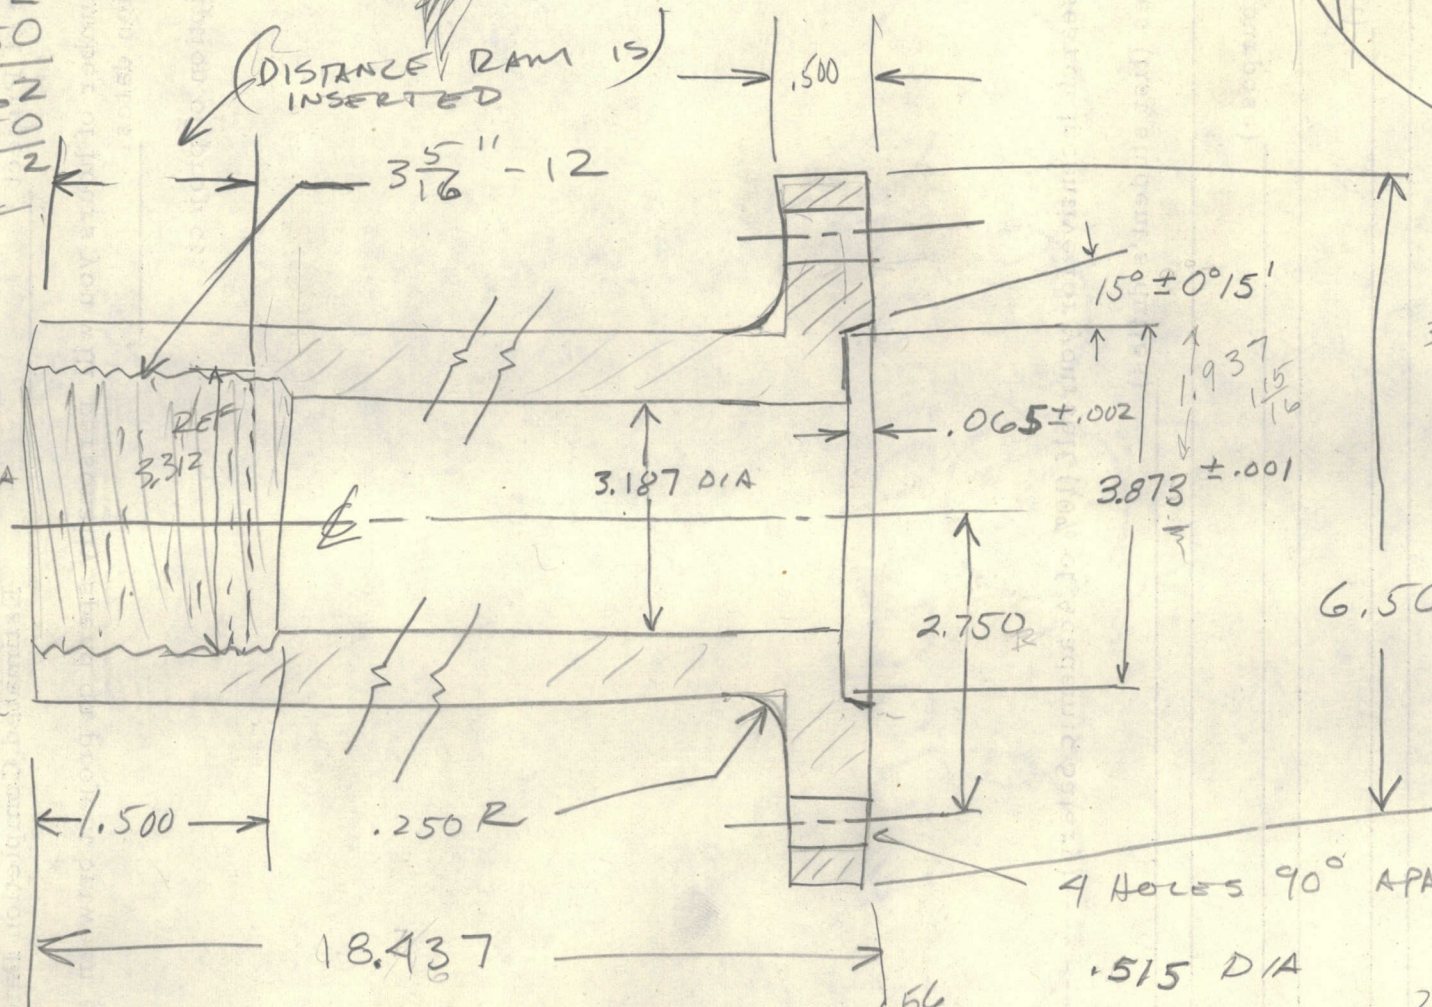 (DISTANCE RAM IS)
INSERTED
.500
3 5/16" - 12
15° ± 0°15'
1.937
1 15/16
REF
3.312
.065 ±.002
3.187 DIA
3.873 ±.001
℄
2.750
6.50
1.500
.250 R
4 HOLES 90° APA
.515 DIA
18.437
56